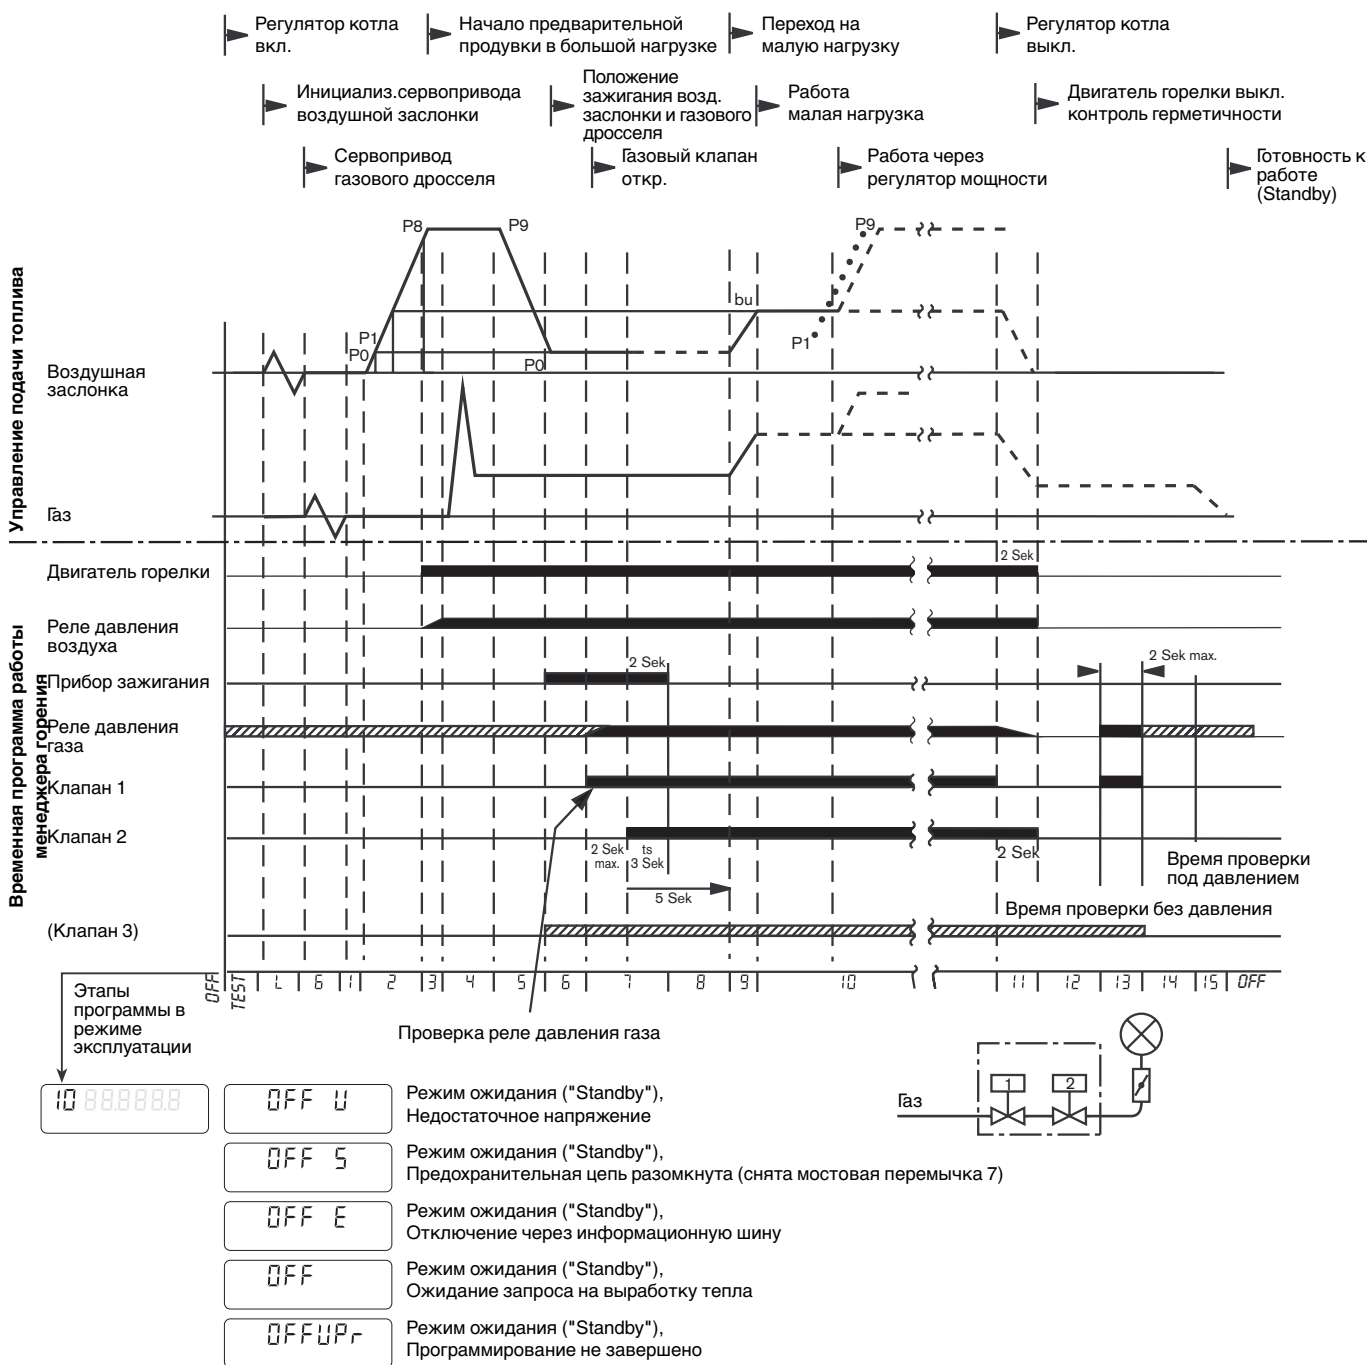 Регулятор котла
вкл.
Начало предварительной
продувки в большой нагрузке
Переход на
малую нагрузку
Регулятор котла
выкл.
Инициализ.сервопривода
воздушной заслонки
Положение
зажигания возд.
заслонки и газового
дросселя
Работа
малая нагрузка
Двигатель горелки выкл.
контроль герметичности
Сервопривод
газового дросселя
Газовый клапан
откр.
Работа через
регулятор мощности
Готовность к
работе
(Standby)
Управление подачи топлива
P8
P9
P9
bu
P1
P0
P0
P1
Воздушная
заслонка
Газ
Временная программа работы
менеджера горения
Двигатель горелки
2 Sek
Реле давления
воздуха
2 Sek
2 Sek max.
Прибор зажигания
Реле давления
газа
Клапан 1
Клапан 2
2 Sek
max.
ts
3 Sek
2 Sek
5 Sek
Время проверки
под давлением
Время проверки без давления
(Клапан 3)
OFF TEST L G 1 2 3 4 5 6 7 8 9 10 11 12 13 14 15 OFF
Этапы
программы в
режиме
эксплуатации
Проверка реле давления газа
10 88.888.8
OFF U
Режим ожидания ("Standby"),
Недостаточное напряжение
OFF S
Режим ожидания ("Standby"),
Предохранительная цепь разомкнута (снята мостовая перемычка 7)
OFF E
Режим ожидания ("Standby"),
Отключение через информационную шину
OFF
Режим ожидания ("Standby"),
Ожидание запроса на выработку тепла
OFFUPr
Режим ожидания ("Standby"),
Программирование не завершено
Газ
1
2